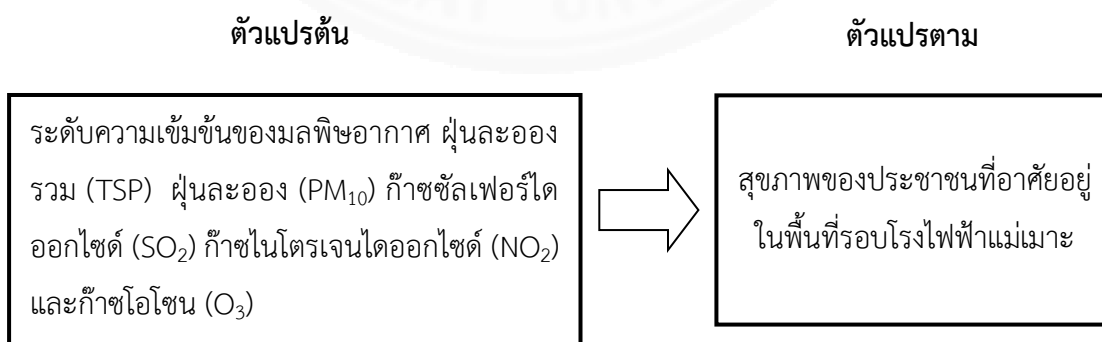 ตัวแปรต้น
ตัวแปรตาม
ระดับความเข้มข้นของมลพิษอากาศ ฝุ่นละออง
รวม (TSP) ฝุ่นละออง (PM₁₀) ก๊าซซัลเฟอร์ได
ออกไซด์ (SO₂) ก๊าซไนโตรเจนไดออกไซด์ (NO₂)
และก๊าซโอโซน (O₃)
สุขภาพของประชาชนที่อาศัยอยู่
ในพื้นที่รอบโรงไฟฟ้าแม่เมาะ